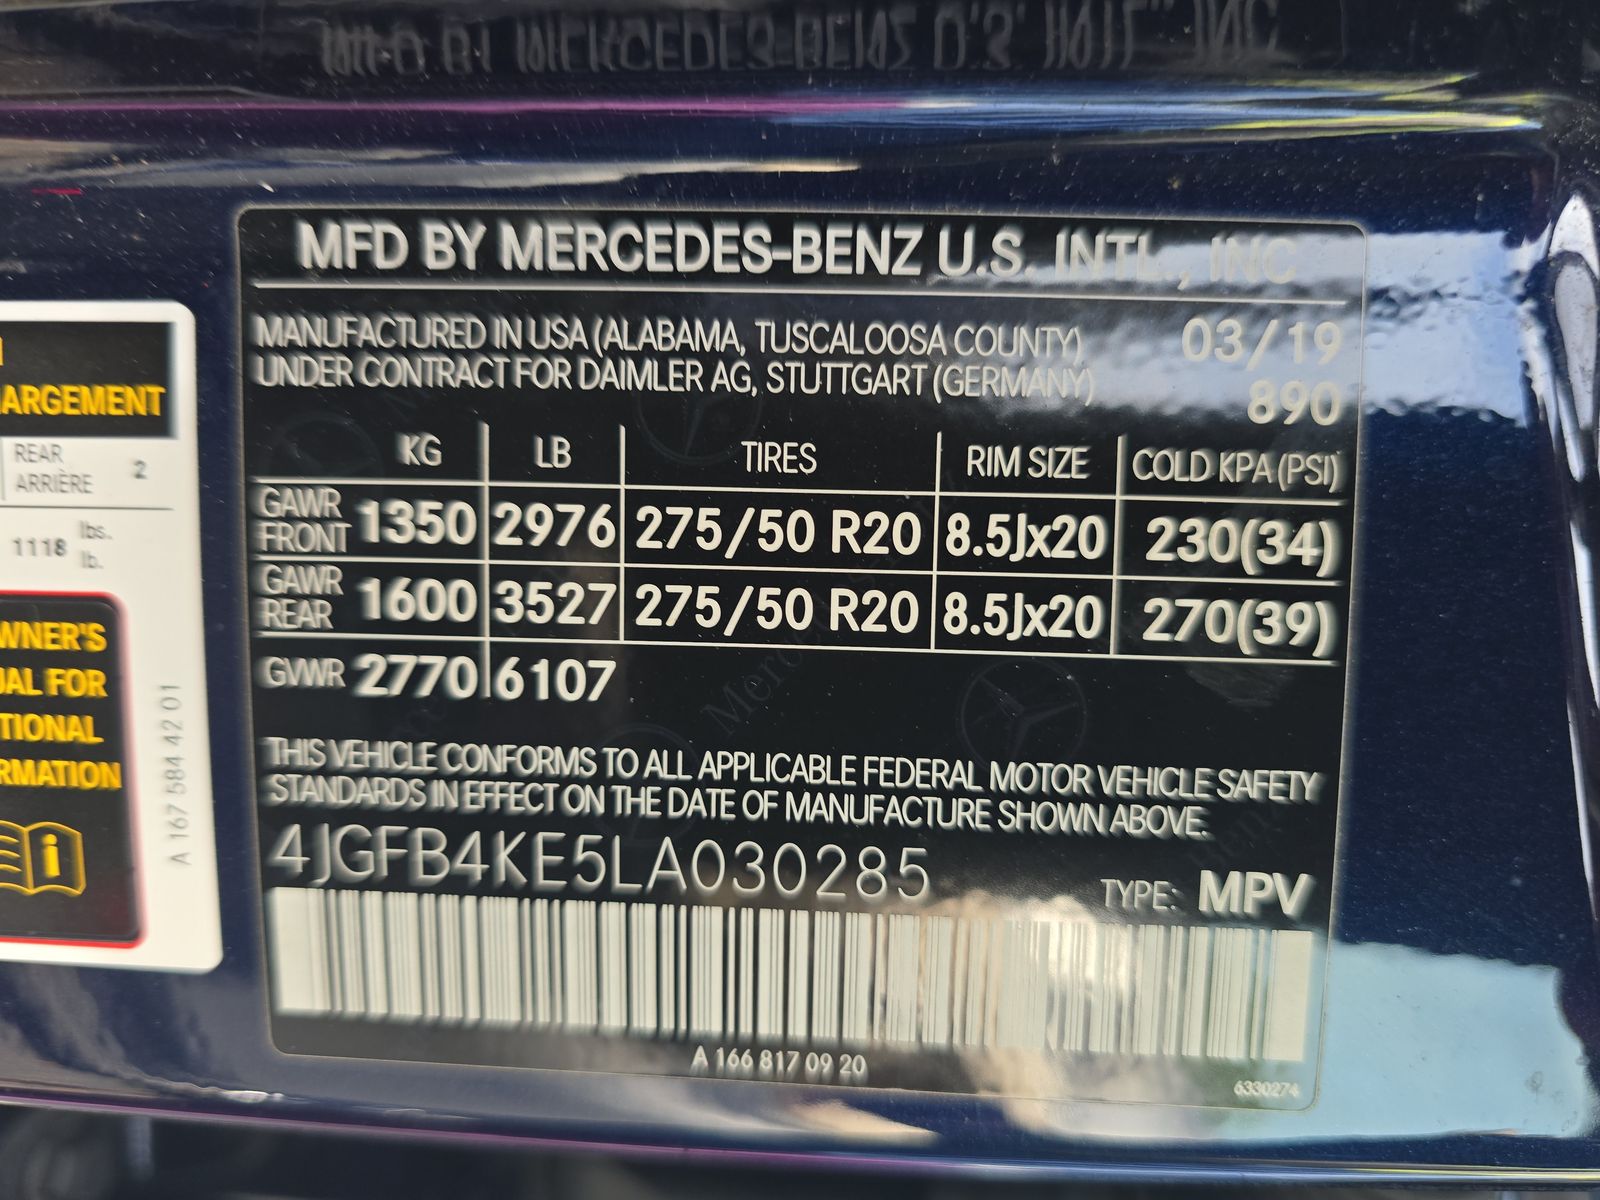 MFD BY MERCEDES-BENZ U.S. INTL., INC
MANUFACTURED IN USA (ALABAMA, TUSCALOOSA COUNTY) 03/19
UNDER CONTRACT FOR DAIMLER AG, STUTTGART (GERMANY) 890
KG LB TIRES RIM SIZE COLD KPA (PSI)
GAWR FRONT 1350 2976 275/50 R20 8.5Jx20 230(34)
GAWR REAR 1600 3527 275/50 R20 8.5Jx20 270(39)
GVWR 2770 6107
THIS VEHICLE CONFORMS TO ALL APPLICABLE FEDERAL MOTOR VEHICLE SAFETY
STANDARDS IN EFFECT ON THE DATE OF MANUFACTURE SHOWN ABOVE.
4JGFB4KE5LA030285 TYPE: MPV
A 166 817 09 20
6330274
ARGEMENT
REAR 2
ARRIÈRE
1118 lbs.
lb.
WNER'S
AL FOR
TIONAL
RMATION
A 167 584 42 01